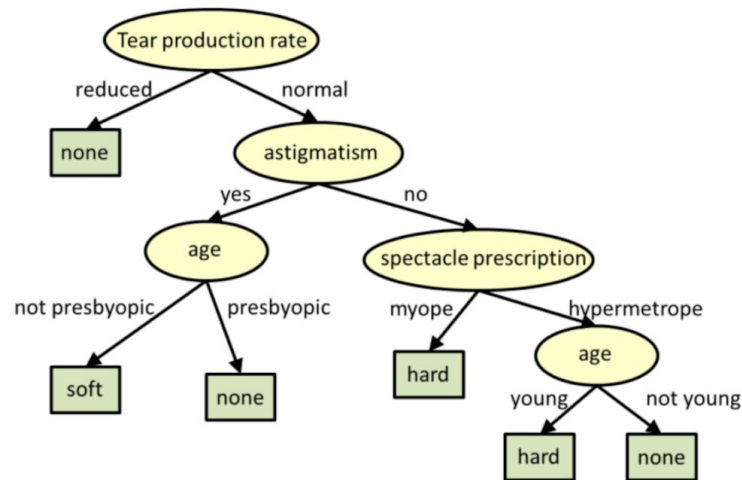 Tear production rate
reduced
normal
none
astigmatism
yes
no
age
spectacle prescription
not presbyopic
presbyopic
myope
hypermetrope
soft
none
hard
age
young
not young
hard
none